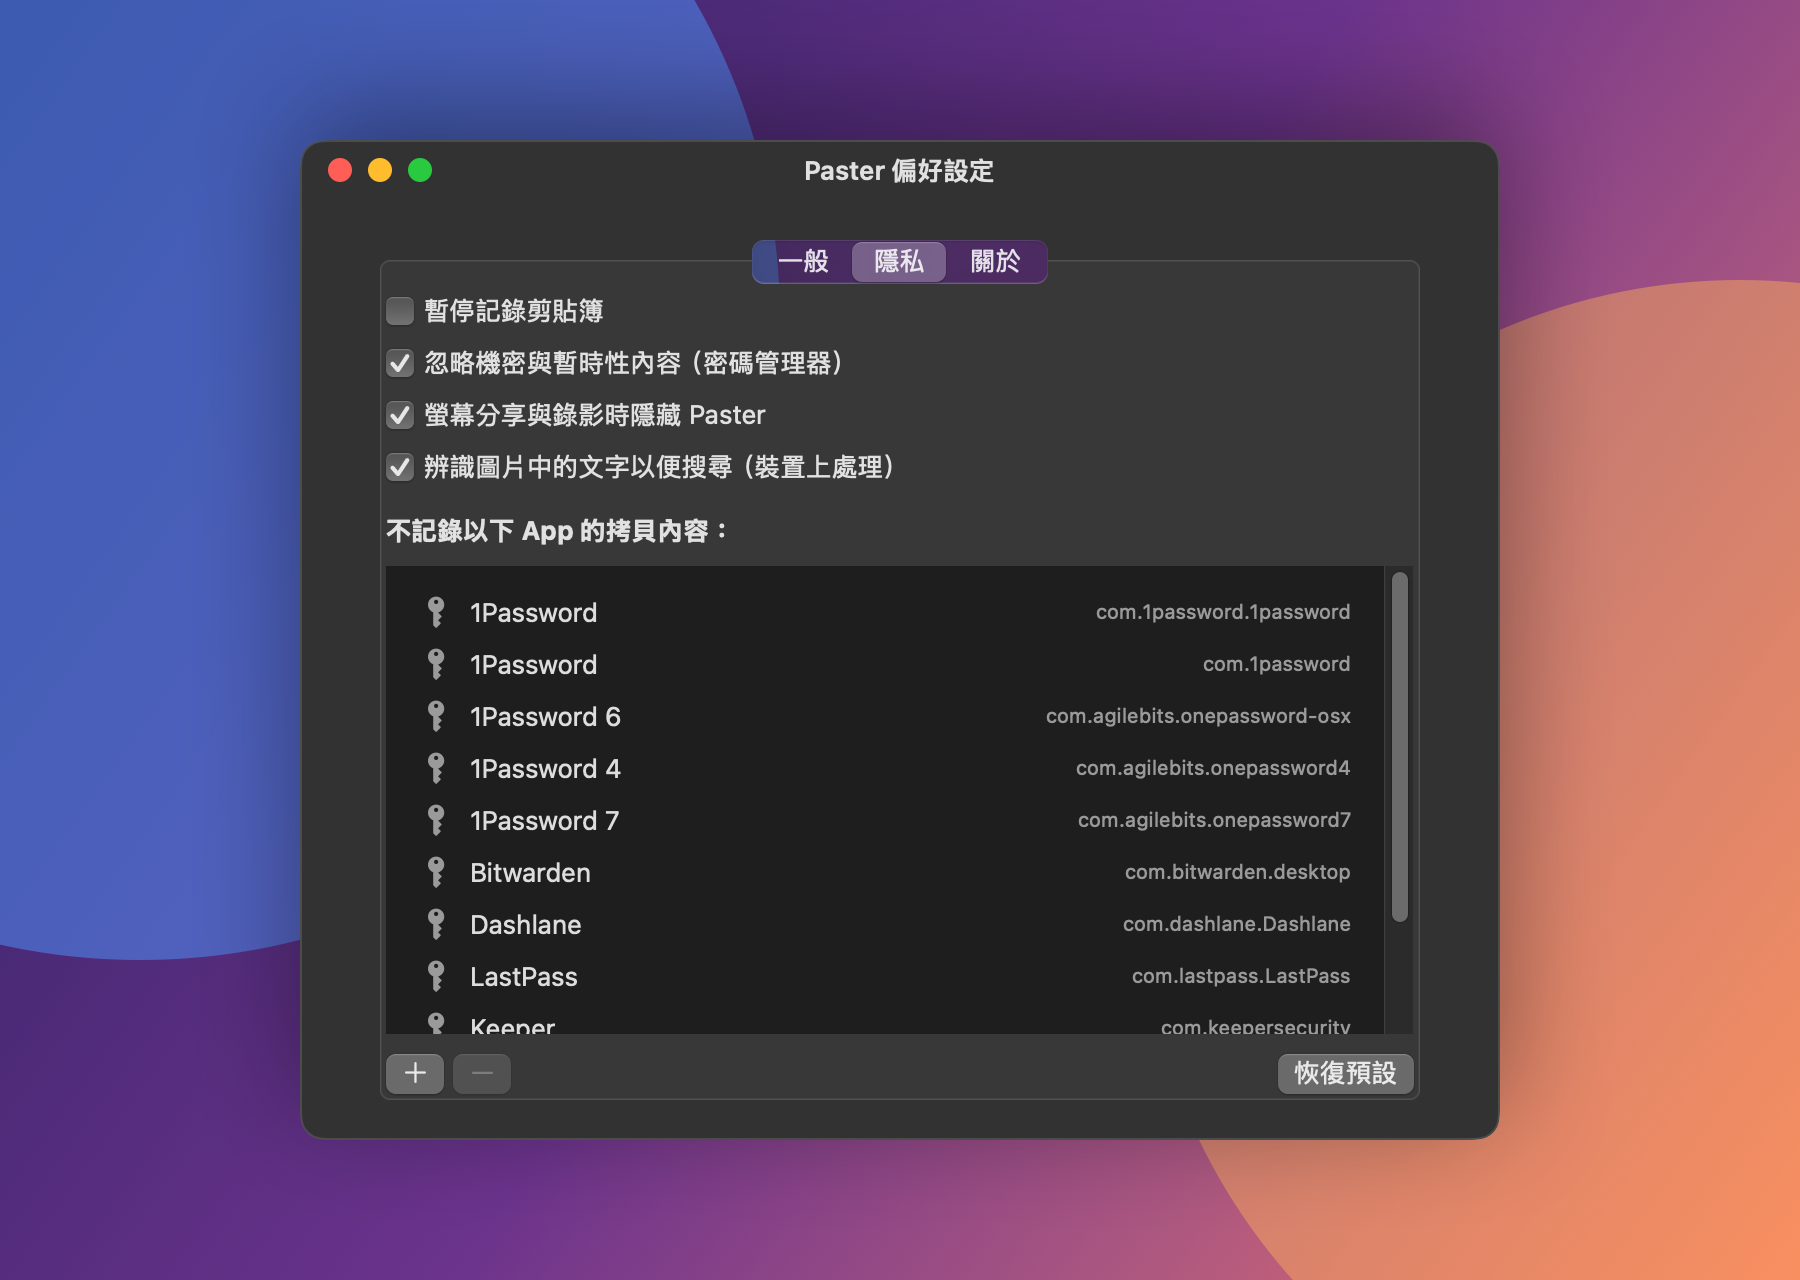 Paster 偏好設定
一般 隱私 關於
暫停記錄剪貼簿
忽略機密與暫時性內容（密碼管理器）
螢幕分享與錄影時隱藏 Paster
辨識圖片中的文字以便搜尋（裝置上處理）
不記錄以下 App 的拷貝內容：
1Password com.1password.1password
1Password com.1password
1Password 6 com.agilebits.onepassword-osx
1Password 4 com.agilebits.onepassword4
1Password 7 com.agilebits.onepassword7
Bitwarden com.bitwarden.desktop
Dashlane com.dashlane.Dashlane
LastPass com.lastpass.LastPass
Keeper com.keepersecurity
恢復預設